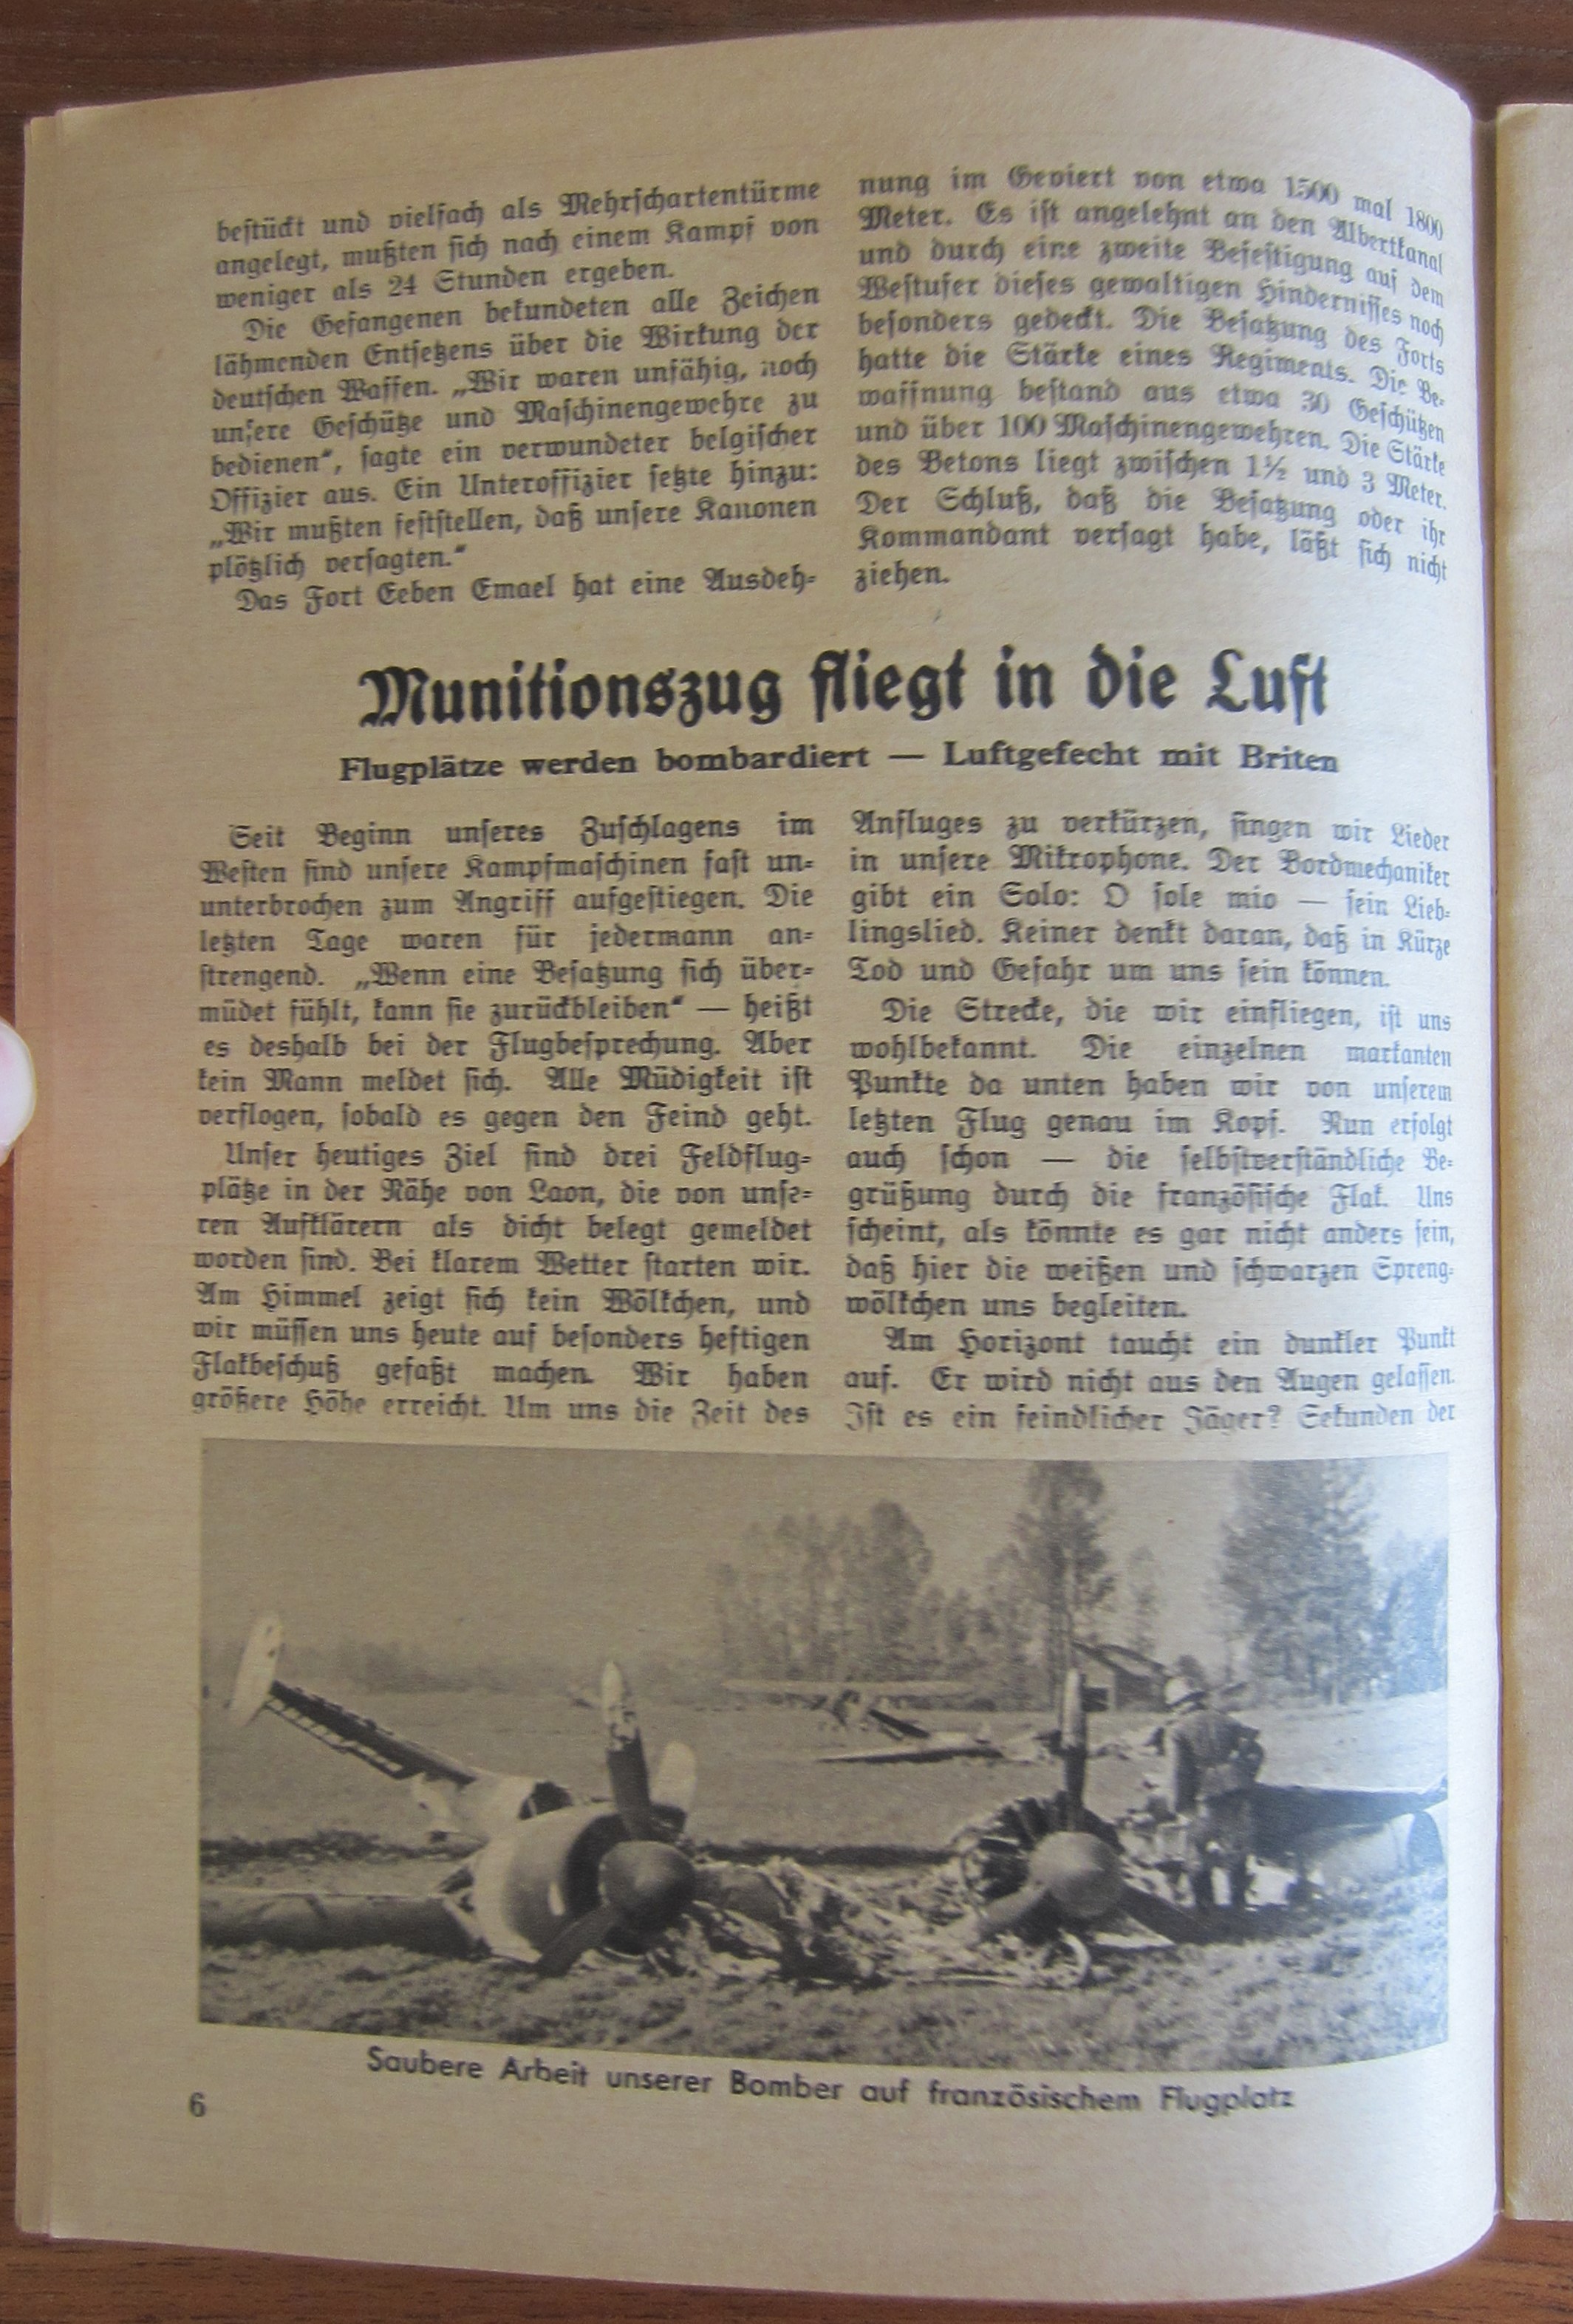 bestückt und vielfach als Mehrschartentürme
angelegt, mußten sich nach einem Kampf von
weniger als 24 Stunden ergeben.
Die Gefangenen bekundeten alle Zeichen
lähmenden Entsetzens über die Wirkung der
deutschen Waffen. „Wir waren unfähig, noch
unsere Geschütze und Maschinengewehre zu
bedienen“, sagte ein verwundeter belgischer
Offizier aus. Ein Unteroffizier setzte hinzu:
„Wir mußten feststellen, daß unsere Kanonen
plötzlich versagten.“
Das Fort Eeben Emael hat eine Ausdeh-
nung im Geviert von etwa 1500 mal 1800
Meter. Es ist angelehnt an den Albertkanal
und durch eine zweite Befestigung auf dem
Westufer dieses gewaltigen Hindernisses noch
besonders gedeckt. Die Besatzung des Forts
hatte die Stärke eines Regiments. Die Be-
waffnung bestand aus etwa 30 Geschützen
und über 100 Maschinengewehren. Die Stärke
des Betons liegt zwischen 1½ und 3 Meter.
Der Schluß, daß die Besatzung oder ihr
Kommandant versagt habe, läßt sich nicht
ziehen.
Munitionszug fliegt in die Luft
Flugplätze werden bombardiert — Luftgefecht mit Briten
Seit Beginn unseres Zuschlagens im
Westen sind unsere Kampfmaschinen fast un-
unterbrochen zum Angriff aufgestiegen. Die
letzten Tage waren für jedermann an-
strengend. „Wenn eine Besatzung sich über-
müdet fühlt, kann sie zurückbleiben“ — heißt
es deshalb bei der Flugbesprechung. Aber
kein Mann meldet sich. Alle Müdigkeit ist
verflogen, sobald es gegen den Feind geht.
Unser heutiges Ziel sind drei Feldflug-
plätze in der Nähe von Laon, die von unse-
ren Aufklärern als dicht belegt gemeldet
worden sind. Bei klarem Wetter starten wir.
Am Himmel zeigt sich kein Wölkchen, und
wir müssen uns heute auf besonders heftigen
Flakbeschuß gefaßt machen. Wir haben
größere Höhe erreicht. Um uns die Zeit des
Anfluges zu verkürzen, singen wir Lieder
in unsere Mikrophone. Der Bordmechaniker
gibt ein Solo: O sole mio — sein Lieb-
lingslied. Keiner denkt daran, daß in Kürze
Tod und Gefahr um uns sein können.
Die Strecke, die wir einfliegen, ist uns
wohlbekannt. Die einzelnen markanten
Punkte da unten haben wir von unserem
letzten Flug genau im Kopf. Nun erfolgt
auch schon — die selbstverständliche Be-
grüßung durch die französische Flak. Uns
scheint, als könnte es gar nicht anders sein,
daß hier die weißen und schwarzen Spreng-
wölkchen uns begleiten.
Am Horizont taucht ein dunkler Punkt
auf. Er wird nicht aus den Augen gelassen.
Ist es ein feindlicher Jäger? Sekunden der
Saubere Arbeit unserer Bomber auf französischem Flugplatz
6